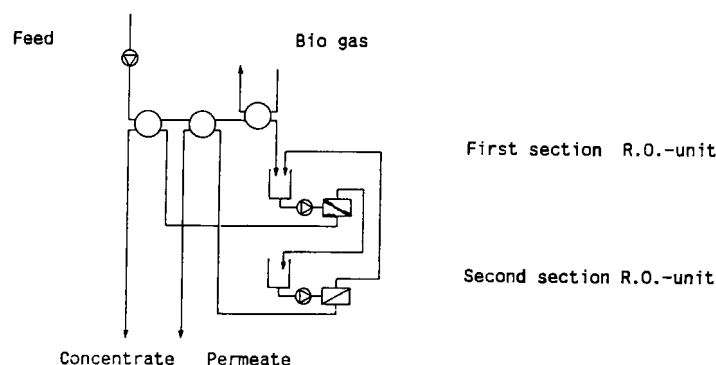 Feed
Bio gas
First section R.O.-unit
Second section R.O.-unit
Concentrate
Permeate